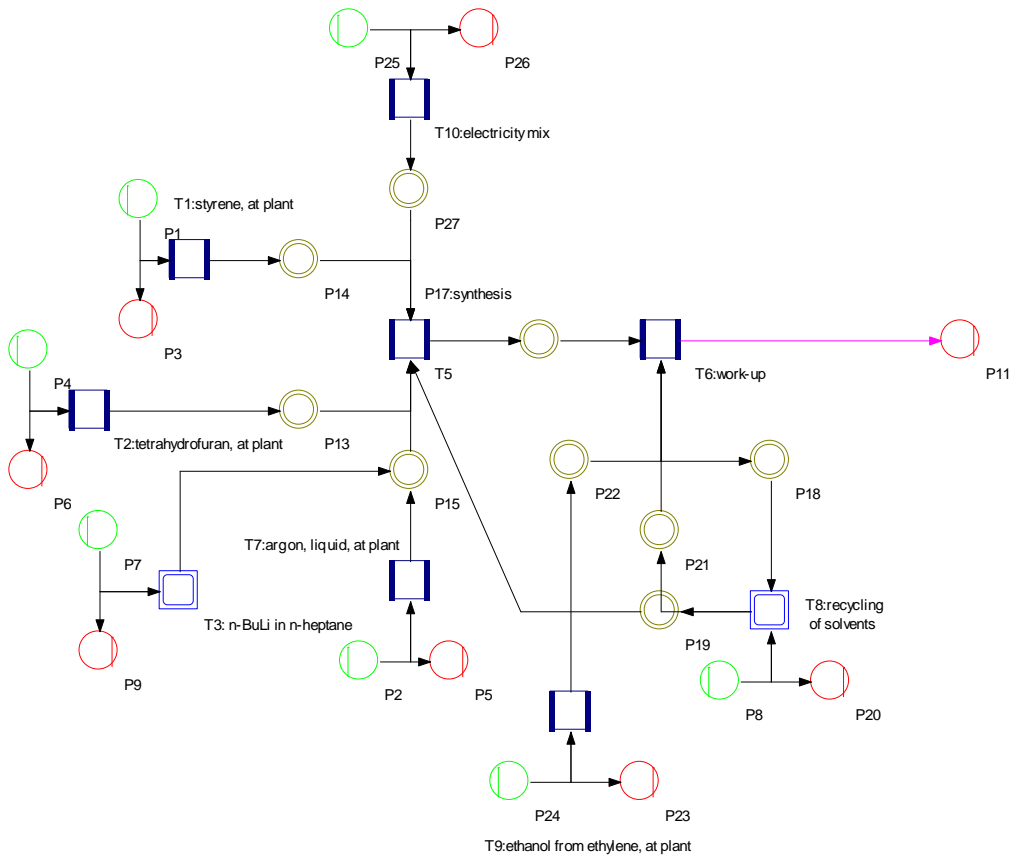 P25
P26
T10:electricity mix
T1:styrene, at plant
P27
P1
P14
P17:synthesis
P3
T5
T6:work-up
P11
P4
T2:tetrahydrofuran, at plant
P13
P6
P15
P22
P18
T7:argon, liquid, at plant
P7
P21
T3: n-BuLi in n-heptane
T8:recycling
of solvents
P19
P9
P2
P5
P8
P20
P24
P23
T9:ethanol from ethylene, at plant